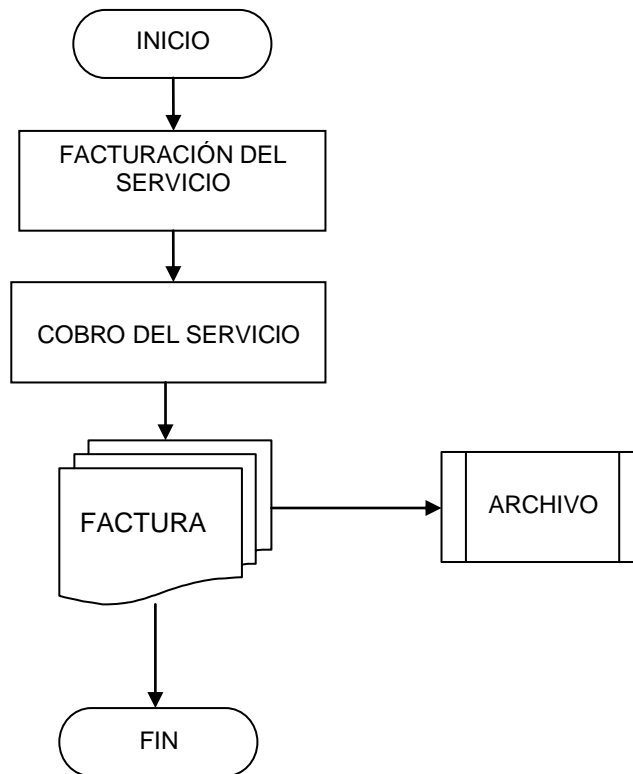 INICIO
FACTURACIÓN DEL
SERVICIO
COBRO DEL SERVICIO
FACTURA
ARCHIVO
FIN